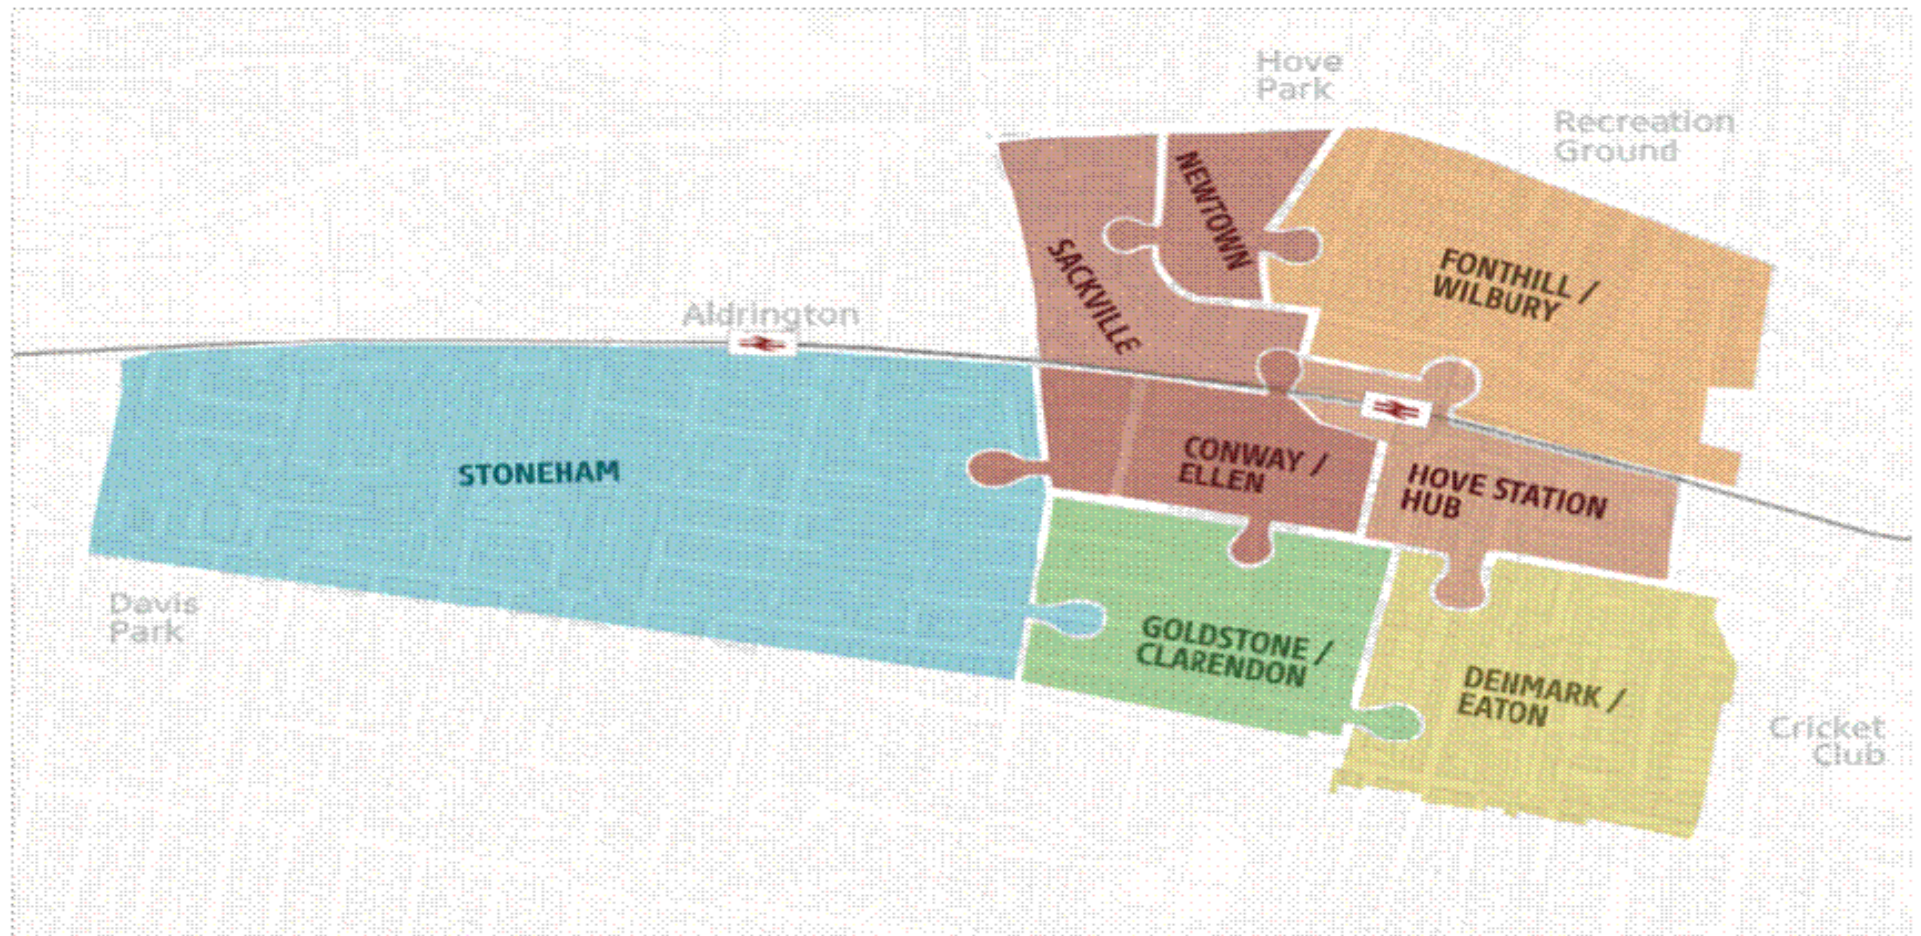 Hove
Park
Recreation
Ground
NEWTOWN
SACKVILLE
FONTHILL /
WILBURY
Aldrington
STONEHAM
CONWAY /
ELLEN
HOVE STATION
HUB
Davis
Park
GOLDSTONE /
CLARENDON
DENMARK /
EATON
Cricket
Club